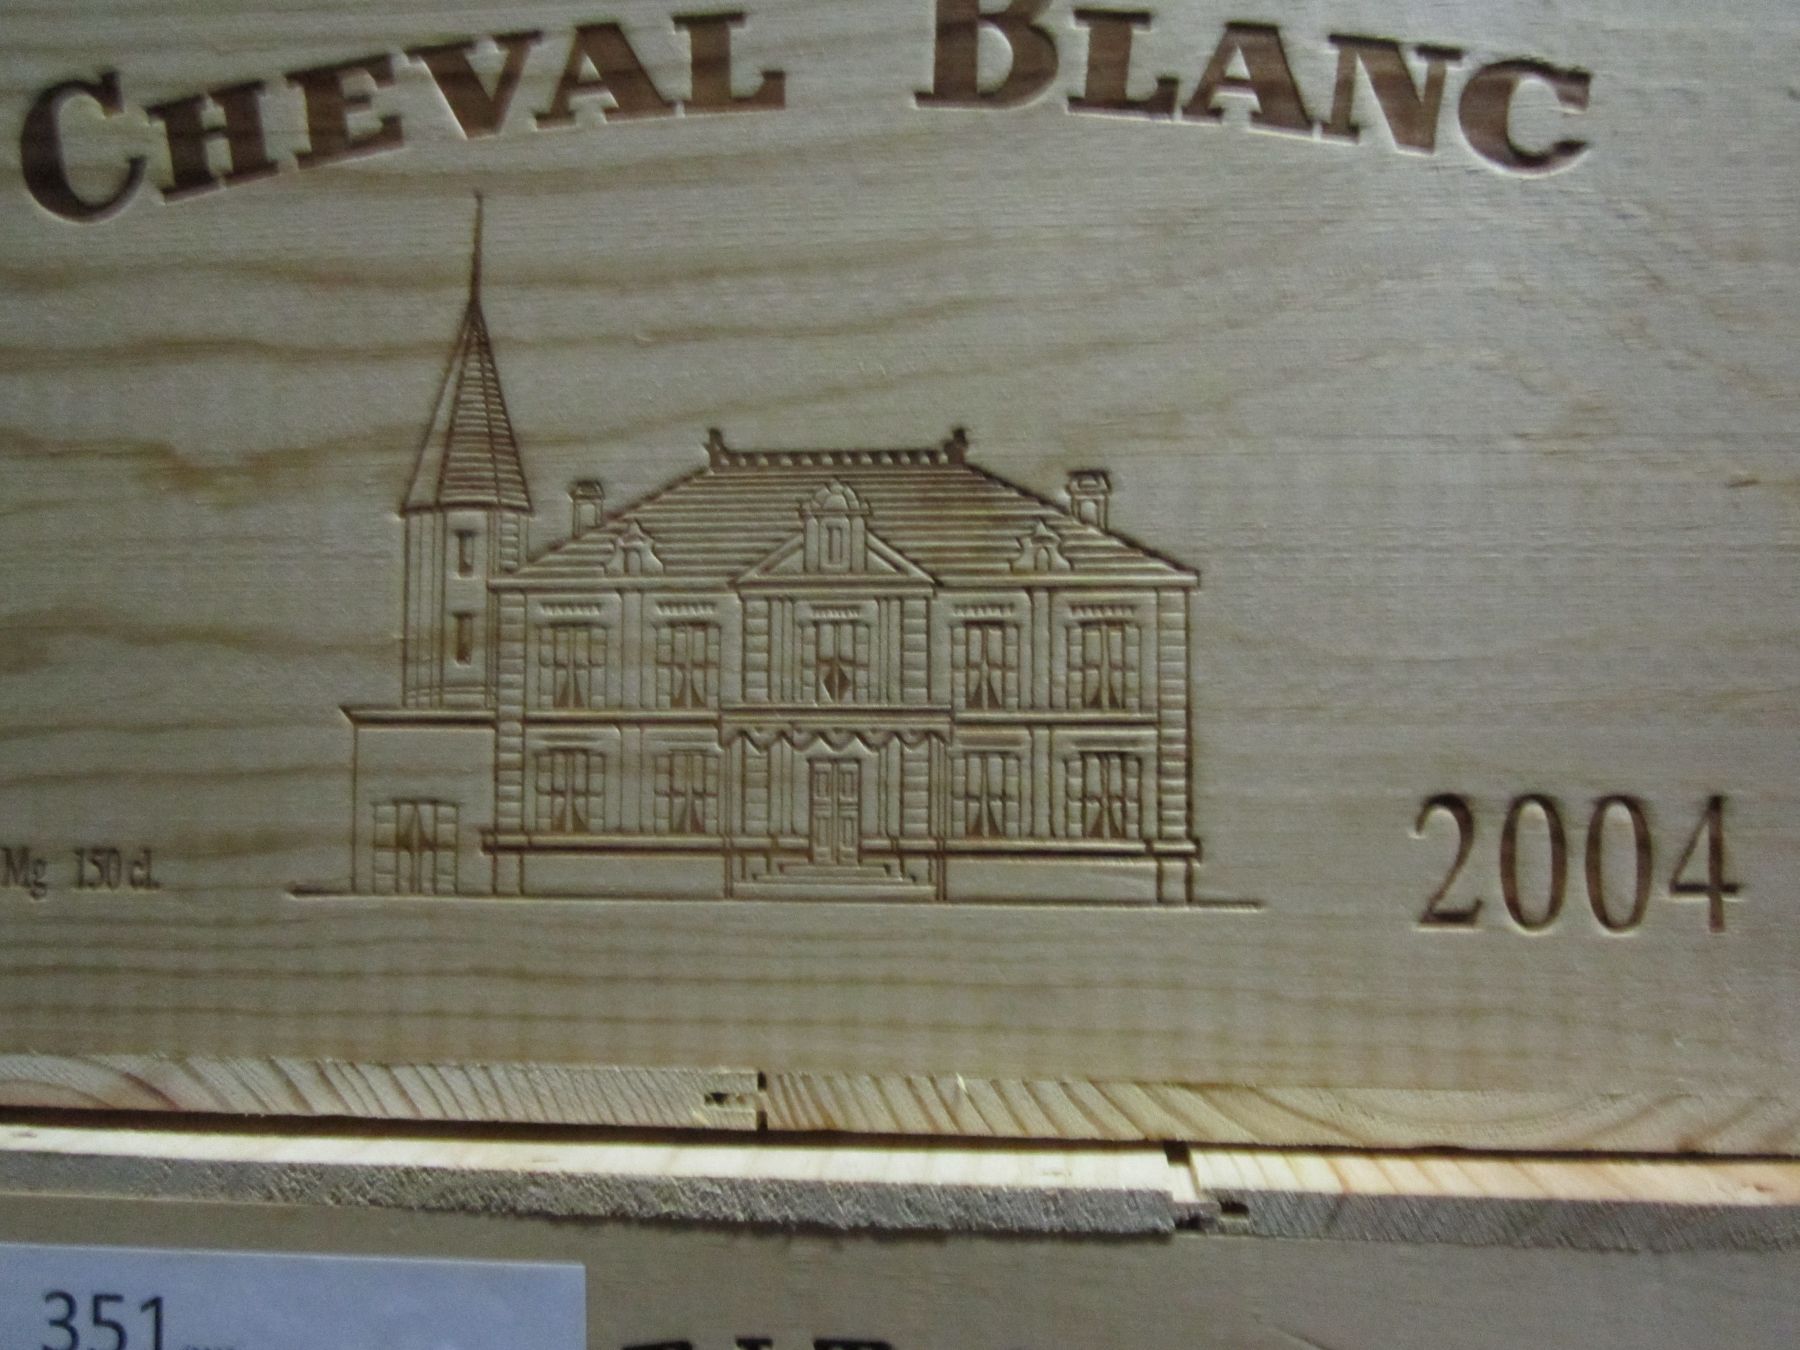 CHEVAL BLANC
2004
Mg 150 cl.
351